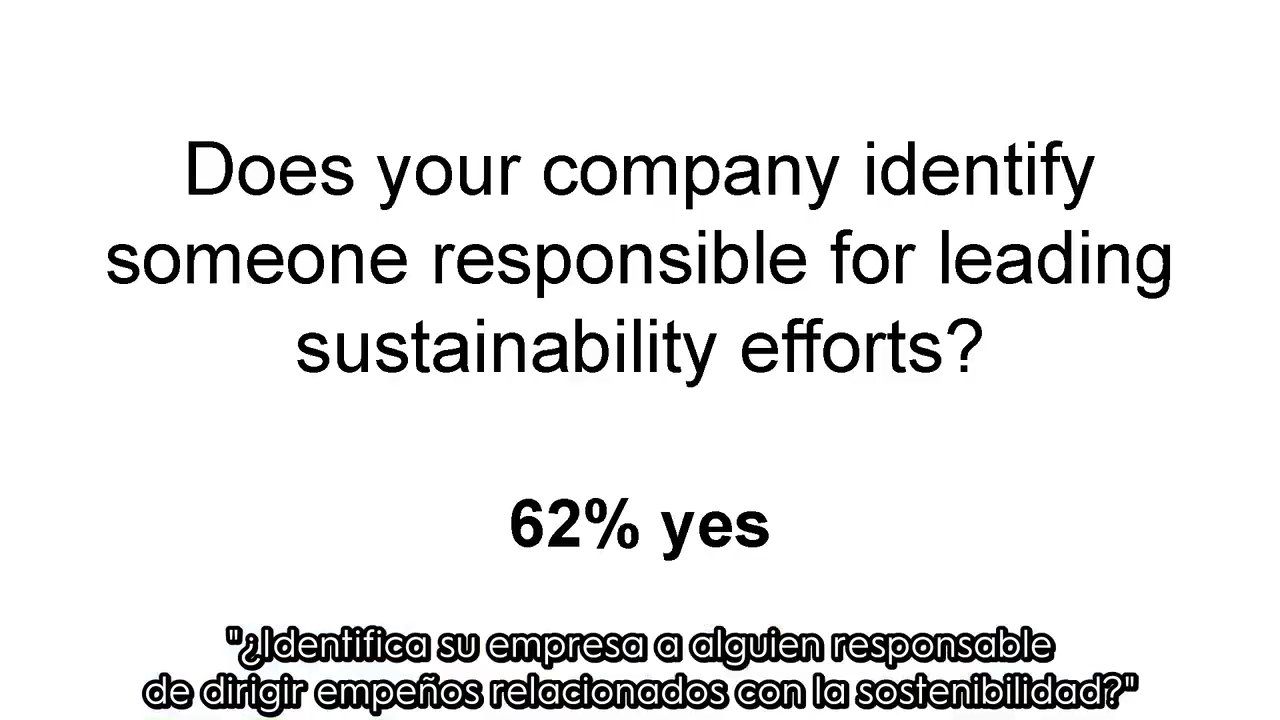 Does your company identify
someone responsible for leading
sustainability efforts?
62% yes
"¿Identifica su empresa a alguien responsable
de dirigir empeños relacionados con la sostenibilidad?"